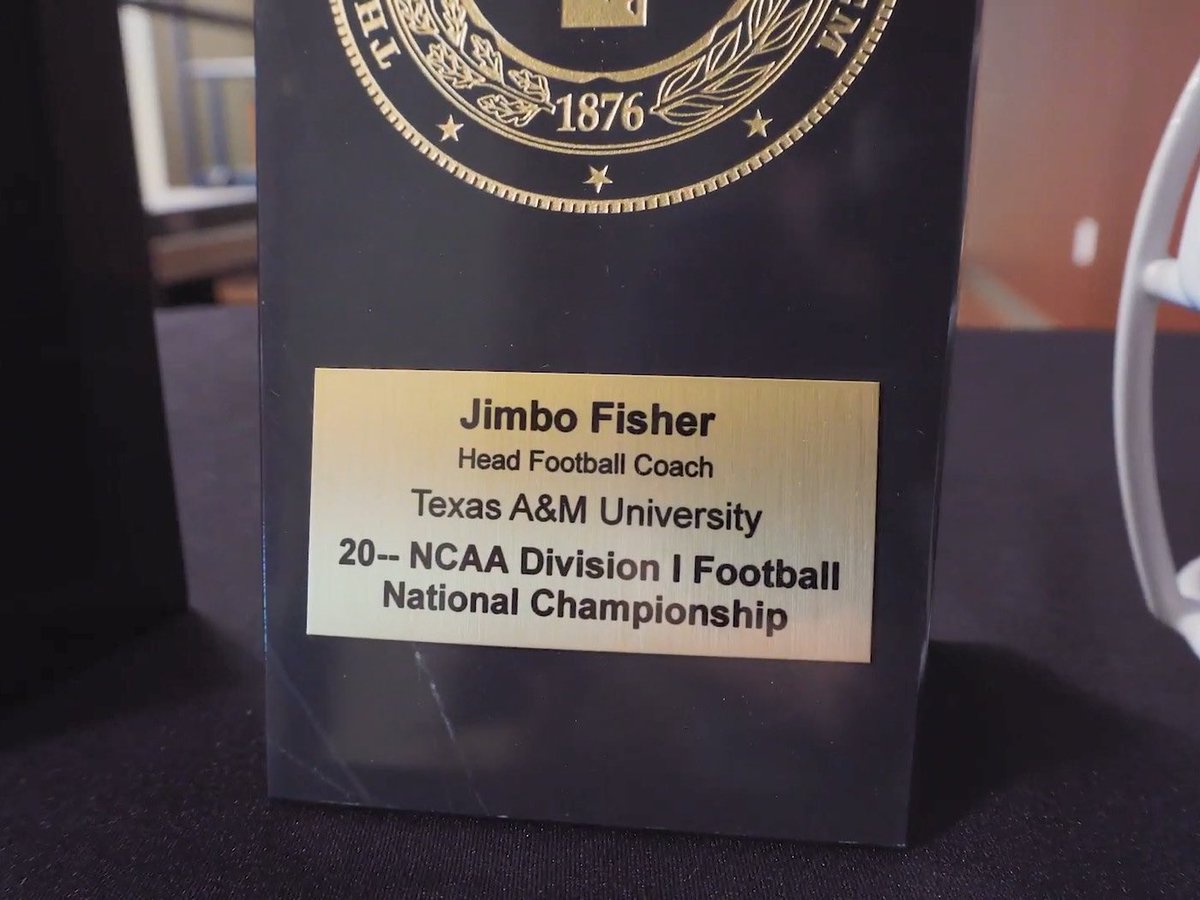 1876
Jimbo Fisher
Head Football Coach
Texas A&M University
20-- NCAA Division I Football
National Championship